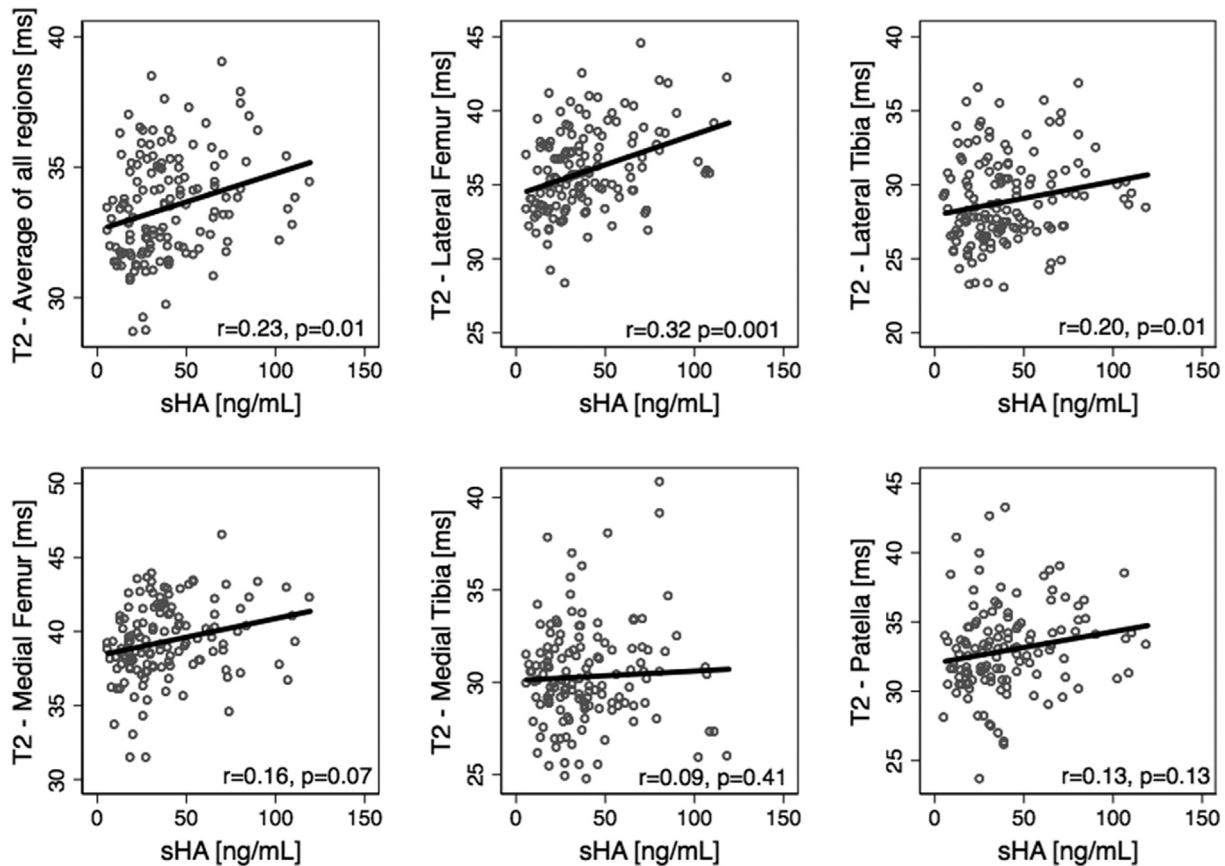 T2 - Average of all regions [ms]
40
35
30
r=0.23, p=0.01
0 50 100 150
sHA [ng/mL]
T2 - Lateral Femur [ms]
45
40
35
30
25
r=0.32 p=0.001
0 50 100 150
sHA [ng/mL]
T2 - Lateral Tibia [ms]
40
35
30
25
20
r=0.20, p=0.01
0 50 100 150
sHA [ng/mL]
T2 - Medial Femur [ms]
50
45
40
35
30
r=0.16, p=0.07
0 50 100 150
sHA [ng/mL]
T2 - Medial Tibia [ms]
40
35
30
25
r=0.09, p=0.41
0 50 100 150
sHA [ng/mL]
T2 - Patella [ms]
45
40
35
30
25
r=0.13, p=0.13
0 50 100 150
sHA [ng/mL]